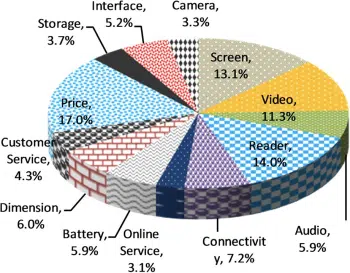 Interface,
5.2%
Camera,
3.3%
Storage,
3.7%
Screen,
13.1%
Price,
17.0%
Video,
11.3%
Customer
Service,
4.3%
Reader,
14.0%
Dimension,
6.0%
Battery,
5.9%
Online
Service,
3.1%
Connectivit
y, 7.2%
Audio,
5.9%